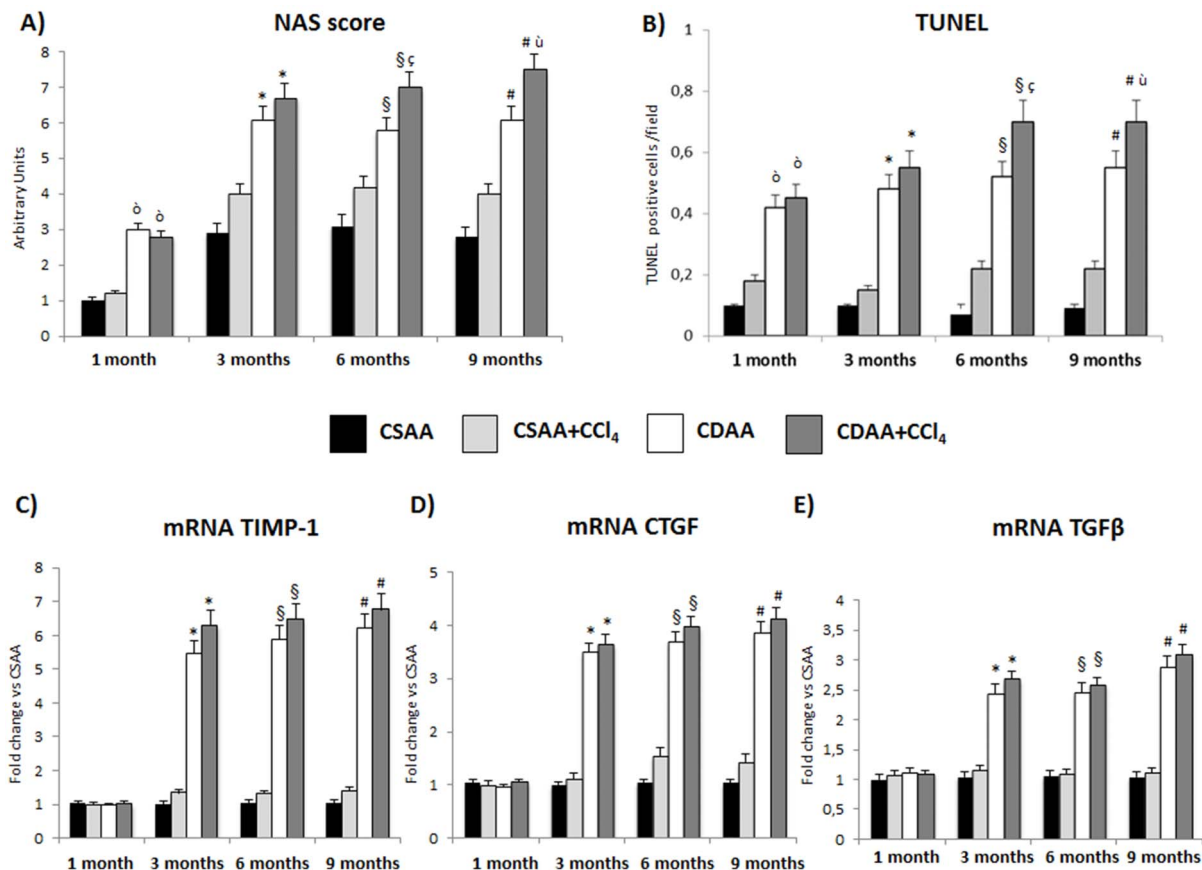 A)
NAS score
Arbitrary Units
8
7
6
5
4
3
2
1
0
ò ò
* *
§ § ç
# # ù
1 month 3 months 6 months 9 months
B)
TUNEL
TUNEL positive cells/field
1
0,8
0,6
0,4
0,2
0
ò ò
* *
§ § ç
# # ù
1 month 3 months 6 months 9 months
CSAA CSAA+CCl₄ CDAA CDAA+CCl₄
C)
mRNA TIMP-1
Fold change vs CSAA
8
7
6
5
4
3
2
1
0
* *
§ §
# #
1 month 3 months 6 months 9 months
D)
mRNA CTGF
Fold change vs CSAA
5
4
3
2
1
0
* *
§ §
# #
1 month 3 months 6 months 9 months
E)
mRNA TGFβ
Fold change vs CSAA
4
3,5
3
2,5
2
1,5
1
0,5
0
* *
§ §
# #
1 month 3 months 6 months 9 months